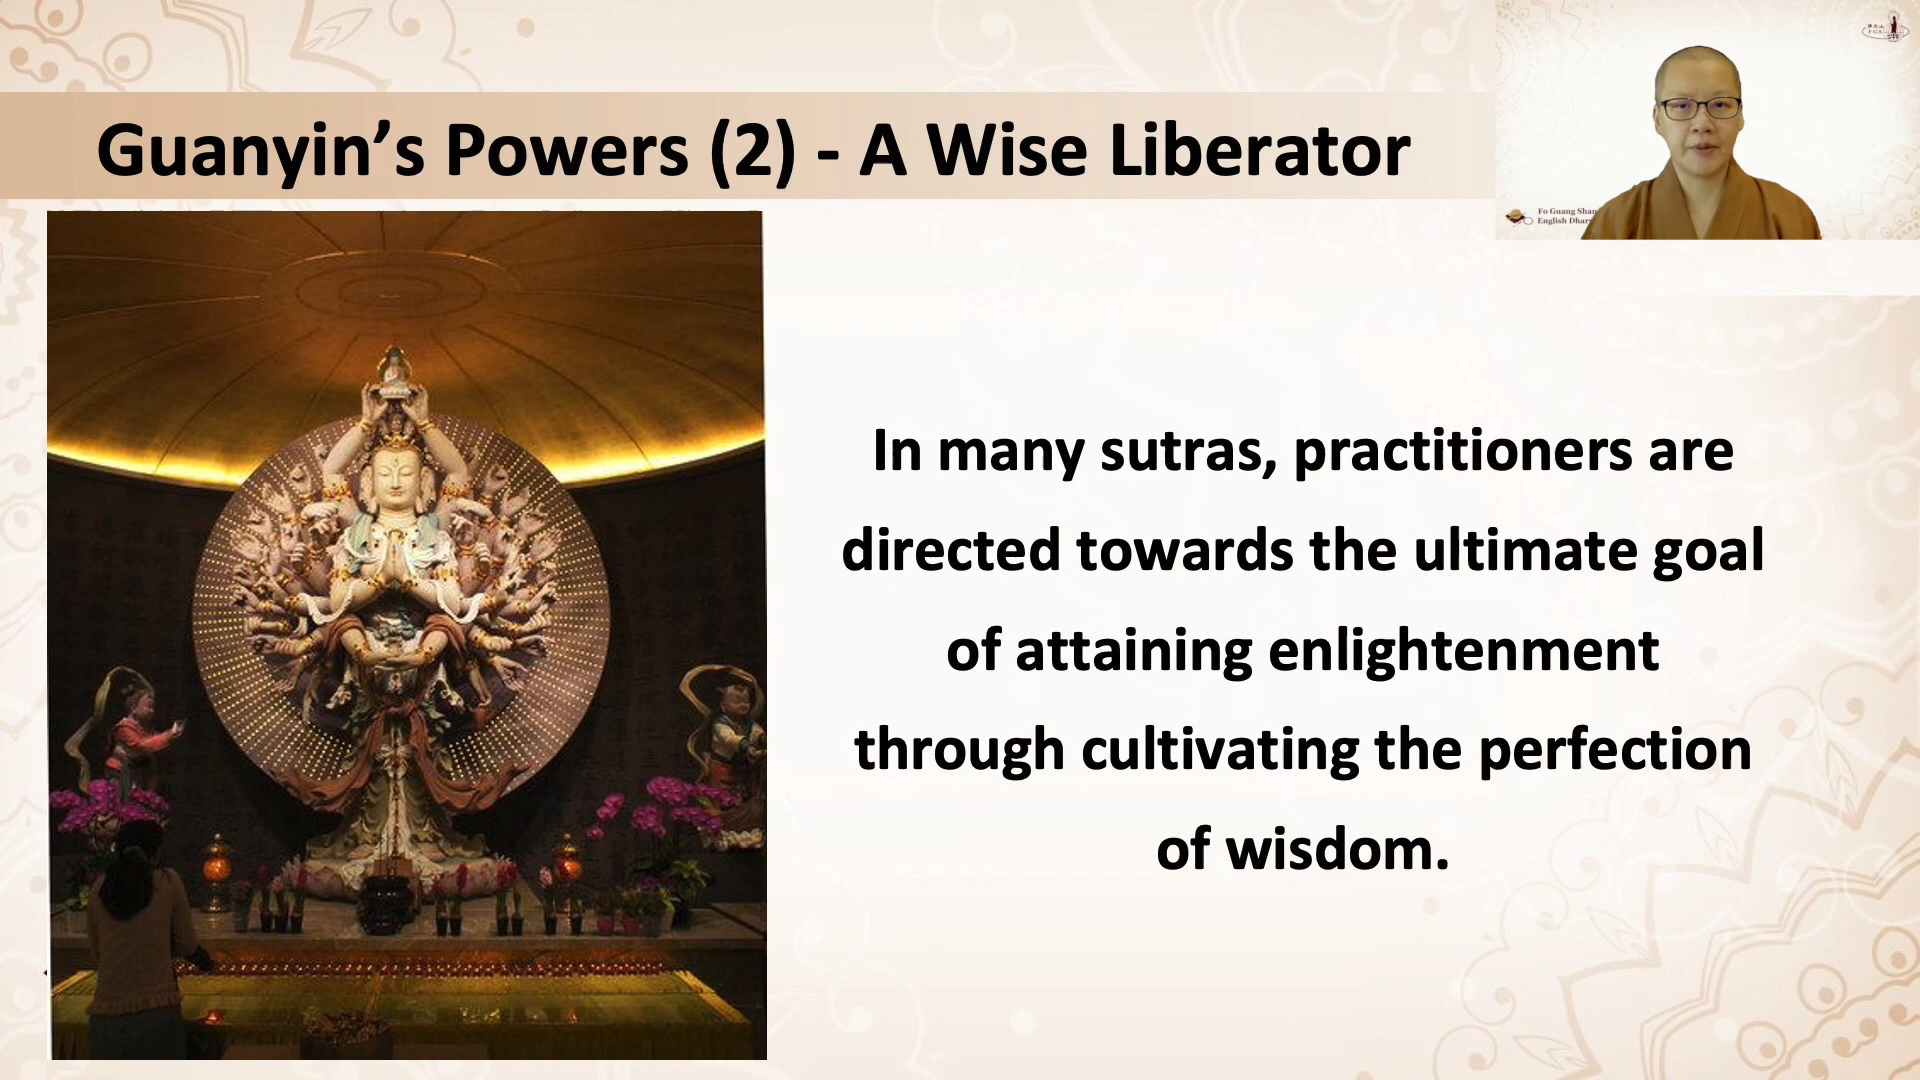 Guanyin’s Powers (2) - A Wise Liberator
Fo Guang Shan
English
In many sutras, practitioners are
directed towards the ultimate goal
of attaining enlightenment
through cultivating the perfection
of wisdom.